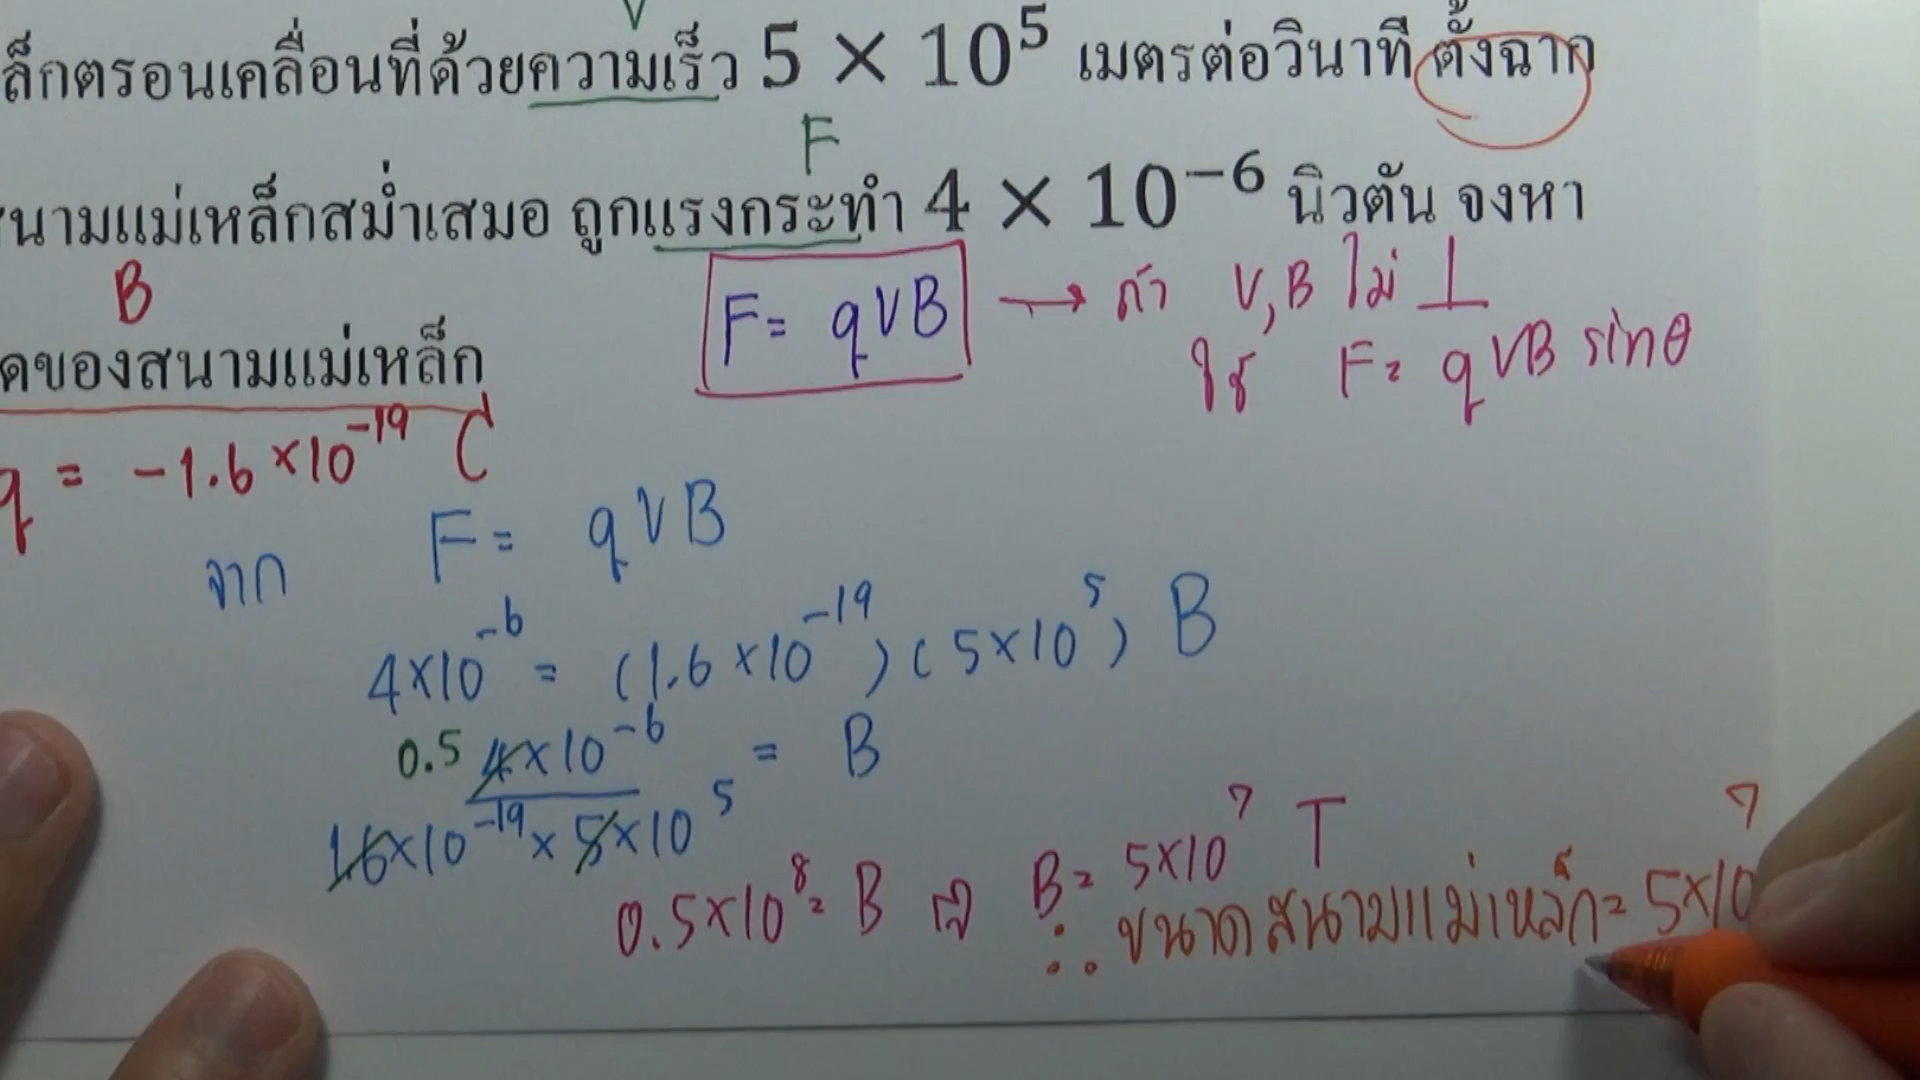 V
ล็กตรอนเคลื่อนที่ด้วยความเร็ว 5 × 10⁵ เมตรต่อวินาที ตั้งฉาก
F
นามแม่เหล็กสม่ำเสมอ ถูกแรงกระทำ 4 × 10⁻⁶ นิวตัน จงหา
B
F = qVB → ถ้า V,B ไม่ ⊥
ดของสนามแม่เหล็ก
ใช้ F = qVB sinθ
q = -1.6×10⁻¹⁹ C
จาก F = qVB
4×10⁻⁶ = (1.6×10⁻¹⁹)(5×10⁵) B
0.5 4×10⁻⁶ = B
16×10⁻¹⁹×5×10⁵
0.5×10⁸ = B B = 5×10⁷ T
∴ ขนาดสนามแม่เหล็ก = 5×10⁷